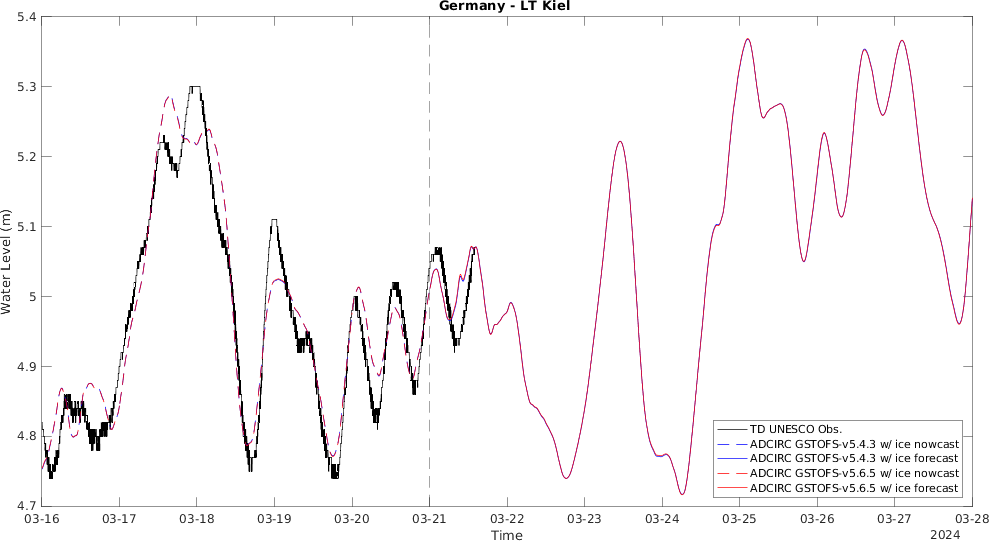 Germany - LT Kiel
5.4
5.3
5.2
5.1
5
4.9
4.8
4.7
Water Level (m)
TD UNESCO Obs.
ADCIRC GSTOFS-v5.4.3 w/ ice nowcast
ADCIRC GSTOFS-v5.4.3 w/ ice forecast
ADCIRC GSTOFS-v5.6.5 w/ ice nowcast
ADCIRC GSTOFS-v5.6.5 w/ ice forecast
03-16 03-17 03-18 03-19 03-20 03-21 03-22 03-23 03-24 03-25 03-26 03-27 03-28
Time
2024